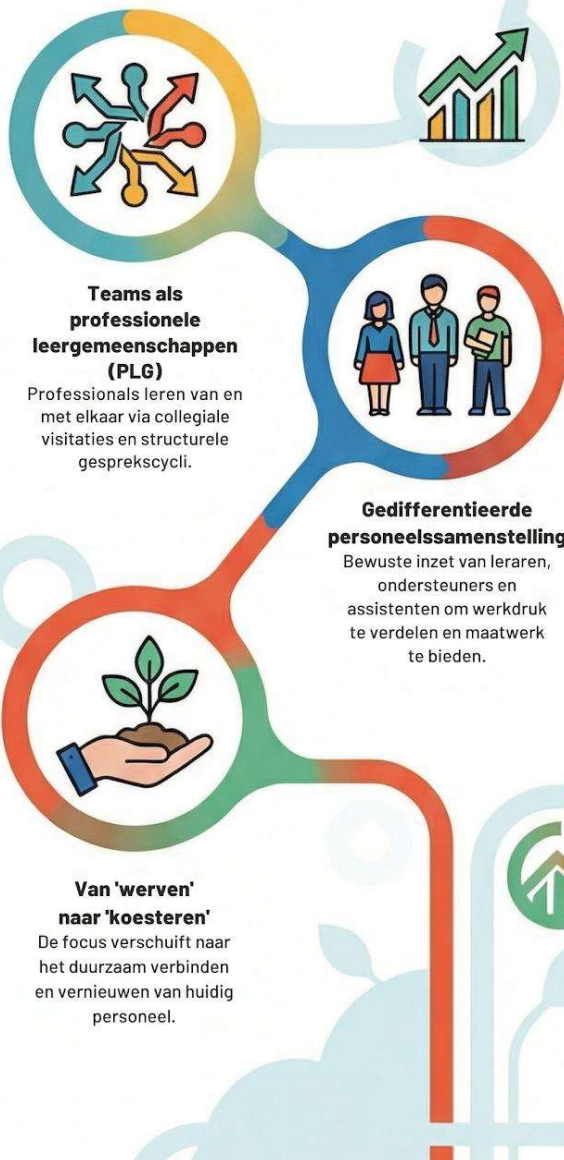 Teams als
professionele
leergemeenschappen
(PLG)
Professionals leren van en
met elkaar via collegiale
visitaties en structurele
gesprekscycli.
Gedifferentieerde
personeelssamenstelling
Bewuste inzet van leraren,
ondersteuners en
assistenten om werkdruk
te verdelen en maatwerk
te bieden.
Van 'werven'
naar 'koesteren'
De focus verschuift naar
het duurzaam verbinden
en vernieuwen van huidig
personeel.